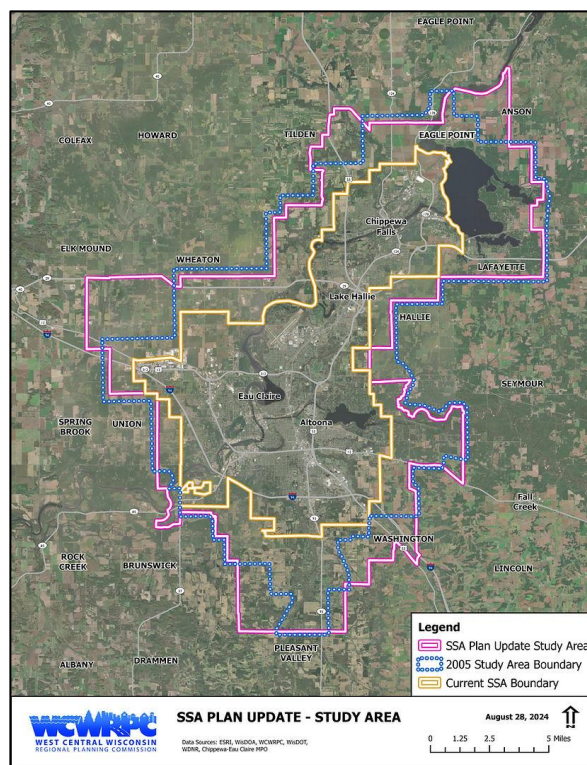 EAGLE POINT
ANSON
COLFAX
HOWARD
TILDEN
EAGLE POINT
Chippewa
Falls
ELK MOUND
WHEATON
LAFAYETTE
Lake Hallie
HALLIE
SEYMOUR
Eau Claire
SPRING
BROOK
UNION
Altoona
Fall
Creek
WASHINGTON
ROCK
CREEK
BRUNSWICK
LINCOLN
PLEASANT
VALLEY
ALBANY
DRAMMEN
Legend
SSA Plan Update Study Area
2005 Study Area Boundary
Current SSA Boundary
WCWRPC
WEST CENTRAL WISCONSIN
REGIONAL PLANNING COMMISSION
SSA PLAN UPDATE - STUDY AREA
Data Sources: ESRI, WisDOA, WCWRPC, WisDOT,
WDNR, Chippewa-Eau Claire MPO
August 28, 2024
0 1.25 2.5 5 Miles